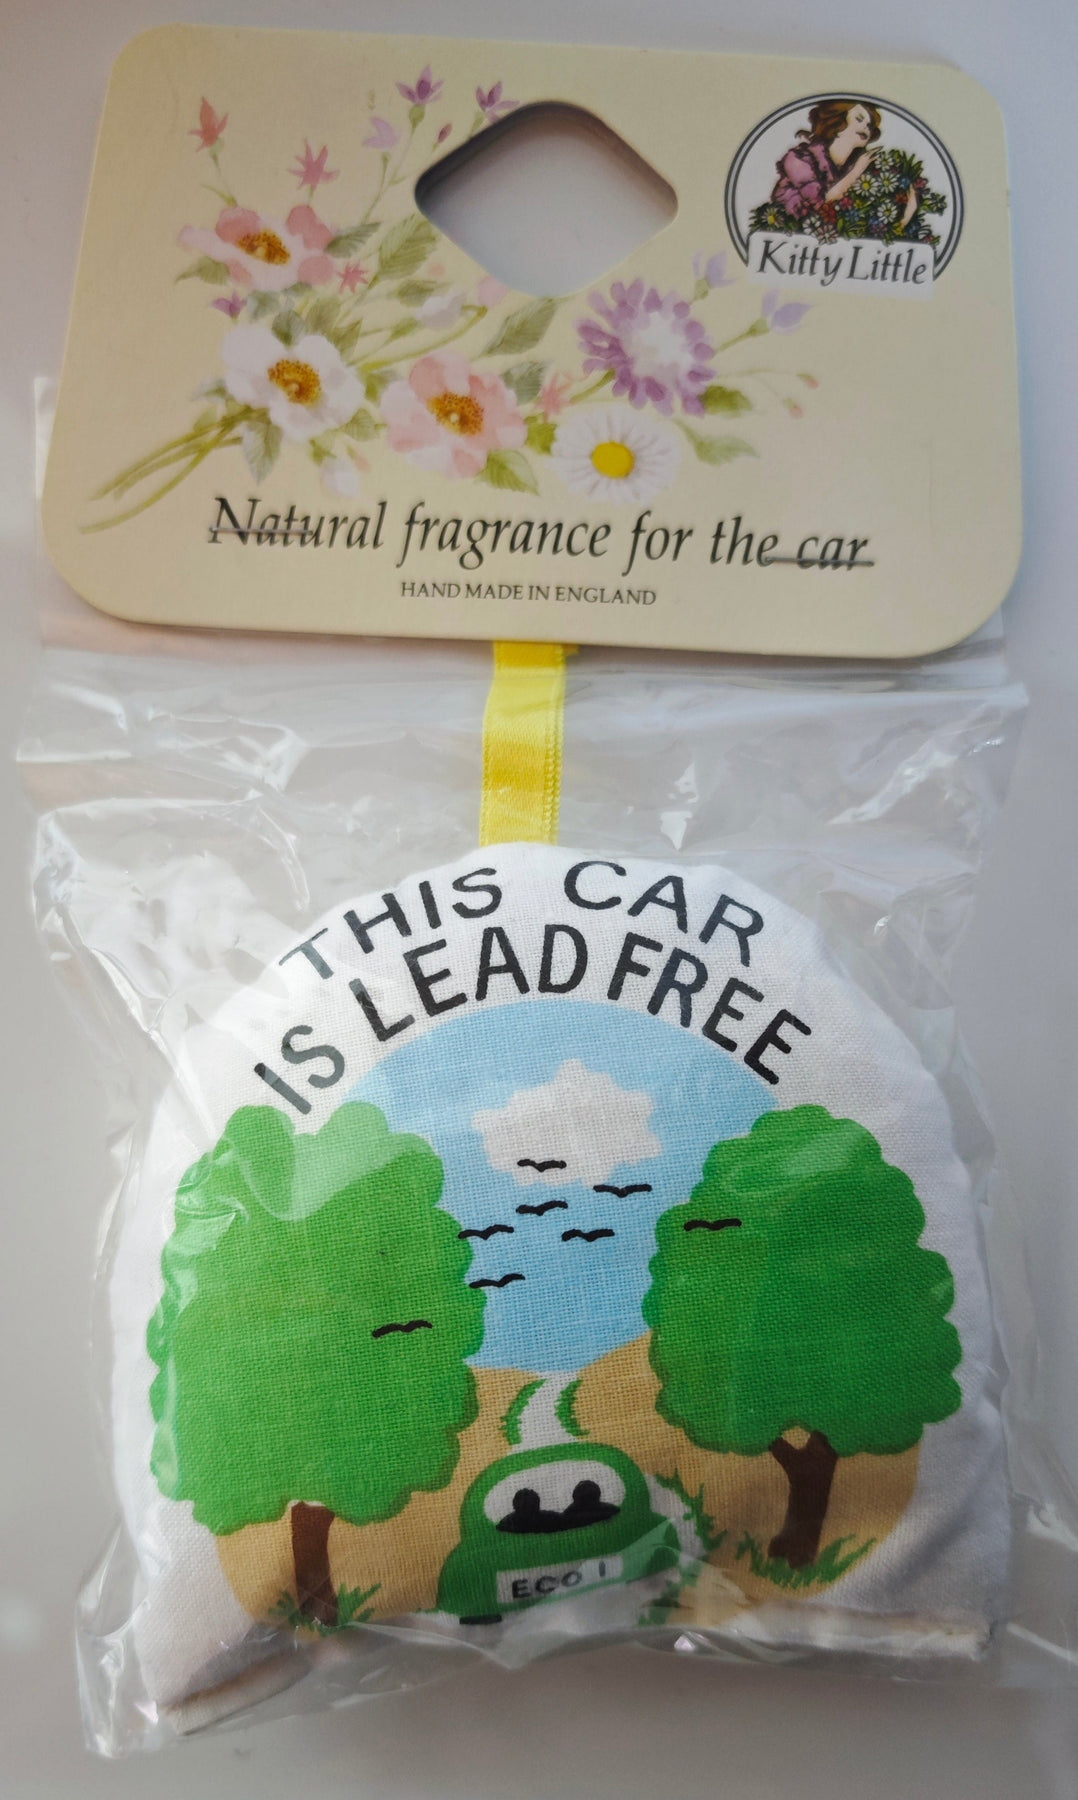 Kitty Little
Natural fragrance for the car
HAND MADE IN ENGLAND
THIS CAR
IS LEAD FREE
ECO 1